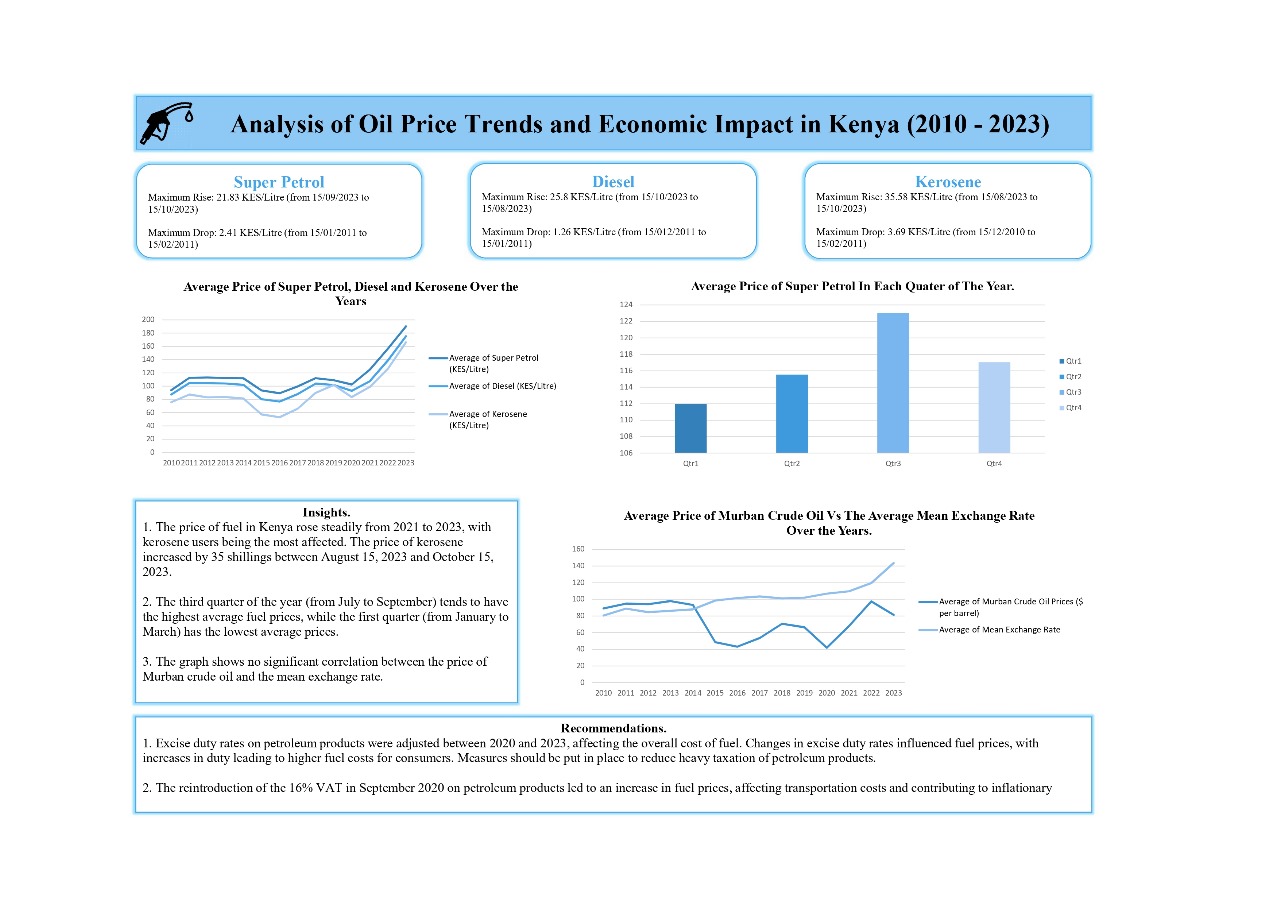 Analysis of Oil Price Trends and Economic Impact in Kenya (2010 - 2023)
Super Petrol
Maximum Rise: 21.83 KES/Litre (from 15/09/2023 to
15/10/2023)
Maximum Drop: 2.41 KES/Litre (from 15/01/2011 to
15/02/2011)
Diesel
Maximum Rise: 25.8 KES/Litre (from 15/10/2023 to
15/08/2023)
Maximum Drop: 1.26 KES/Litre (from 15/012/2011 to
15/01/2011)
Kerosene
Maximum Rise: 35.58 KES/Litre (from 15/08/2023 to
15/10/2023)
Maximum Drop: 3.69 KES/Litre (from 15/12/2010 to
15/02/2011)
Average Price of Super Petrol, Diesel and Kerosene Over the
Years
200
180
160
140
120
100
80
60
40
20
0
2010 2011 2012 2013 2014 2015 2016 2017 2018 2019 2020 2021 2022 2023
Average of Super Petrol
(KES/Litre)
Average of Diesel (KES/Litre)
Average of Kerosene
(KES/Litre)
Average Price of Super Petrol In Each Quater of The Year.
124
122
120
118
116
114
112
110
108
106
Qtr1 Qtr2 Qtr3 Qtr4
Qtr1
Qtr2
Qtr3
Qtr4
Insights.
1. The price of fuel in Kenya rose steadily from 2021 to 2023, with
kerosene users being the most affected. The price of kerosene
increased by 35 shillings between August 15, 2023 and October 15,
2023.
2. The third quarter of the year (from July to September) tends to have
the highest average fuel prices, while the first quarter (from January to
March) has the lowest average prices.
3. The graph shows no significant correlation between the price of
Murban crude oil and the mean exchange rate.
Average Price of Murban Crude Oil Vs The Average Mean Exchange Rate
Over the Years.
160
140
120
100
80
60
40
20
0
2010 2011 2012 2013 2014 2015 2016 2017 2018 2019 2020 2021 2022 2023
Average of Murban Crude Oil Prices ($
per barrel)
Average of Mean Exchange Rate
Recommendations.
1. Excise duty rates on petroleum products were adjusted between 2020 and 2023, affecting the overall cost of fuel. Changes in excise duty rates influenced fuel prices, with
increases in duty leading to higher fuel costs for consumers. Measures should be put in place to reduce heavy taxation of petroleum products.
2. The reintroduction of the 16% VAT in September 2020 on petroleum products led to an increase in fuel prices, affecting transportation costs and contributing to inflationary